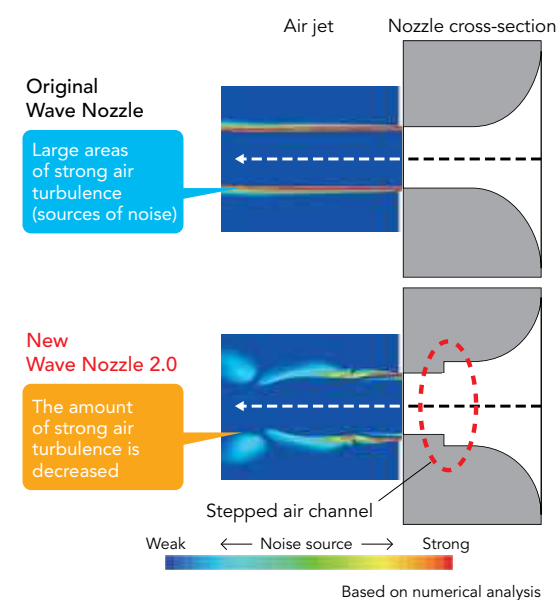 Air jet
Nozzle cross-section
Original
Wave Nozzle
Large areas
of strong air
turbulence
(sources of noise)
New
Wave Nozzle 2.0
The amount
of strong air
turbulence is
decreased
Stepped air channel
Weak
Noise source
Strong
Based on numerical analysis